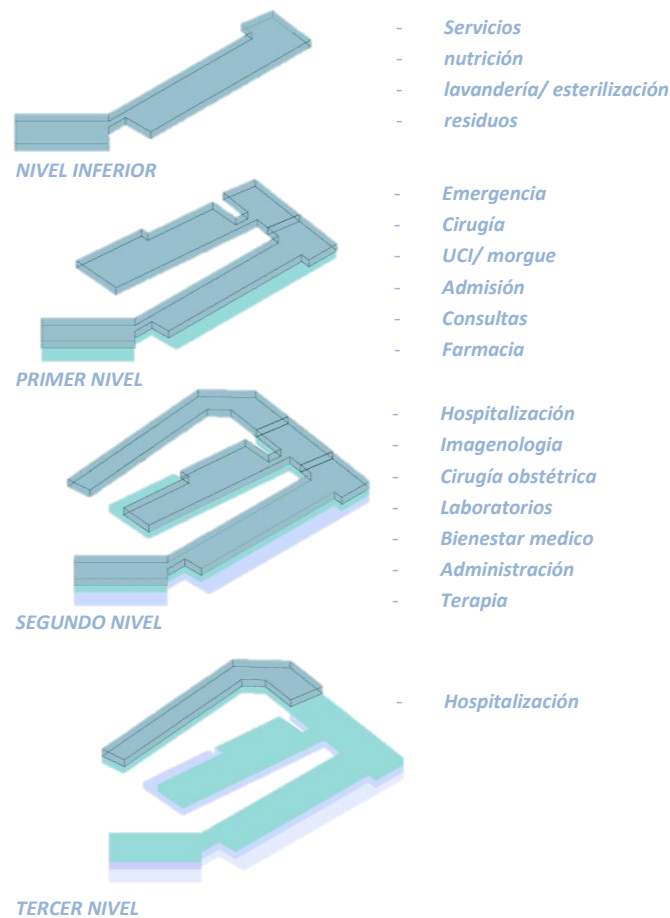 - Servicios
- nutrición
- lavandería/ esterilización
- residuos
NIVEL INFERIOR
- Emergencia
- Cirugía
- UCI/ morgue
- Admisión
- Consultas
- Farmacia
PRIMER NIVEL
- Hospitalización
- Imagenologia
- Cirugía obstétrica
- Laboratorios
- Bienestar medico
- Administración
- Terapia
SEGUNDO NIVEL
- Hospitalización
TERCER NIVEL